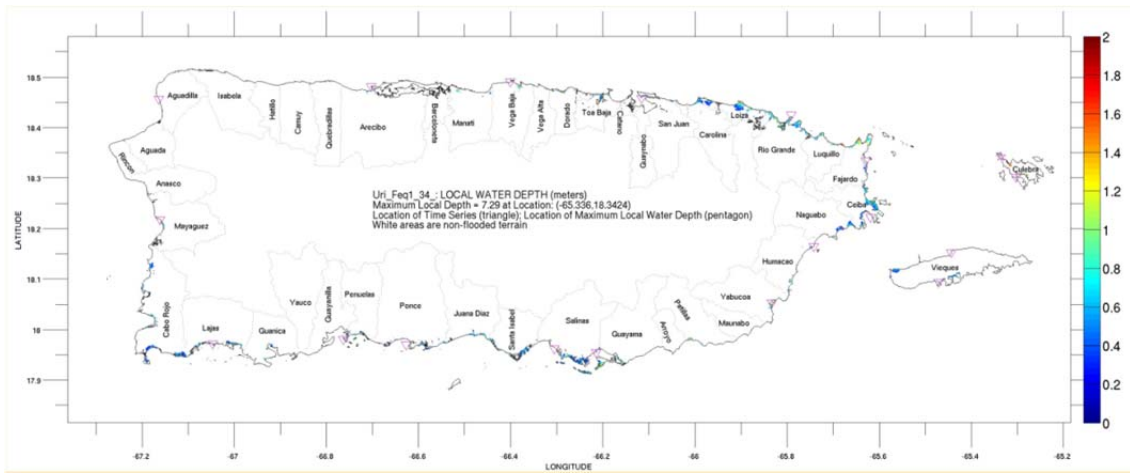 Uri_Feq1_34_: LOCAL WATER DEPTH (meters)
Maximum Local Depth = 7.29 at Location: (-65.336,18.3424)
Location of Time Series (triangle); Location of Maximum Local Water Depth (pentagon)
White areas are non-flooded terrain
Aguadilla
Isabela
Hatillo
Camuy
Quebradillas
Arecibo
Barceloneta
Manati
Vega Baja
Vega Alta
Dorado
Toa Baja
Catano
Guaynabo
San Juan
Carolina
Loiza
Rio Grande
Luquillo
Fajardo
Ceiba
Culebra
Aguada
Rincon
Anasco
Mayaguez
Naguabo
Humacao
Vieques
Cabo Rojo
Lajas
Guanica
Yauco
Guayanilla
Penuelas
Ponce
Juana Diaz
Santa Isabel
Salinas
Guayama
Arroyo
Patillas
Yabucoa
Maunabo
LATITUDE
18.5
18.4
18.3
18.2
18.1
18
17.9
-67.2
-67
-66.8
-66.6
-66.4
-66.2
-66
-65.8
-65.6
-65.4
-65.2
LONGITUDE
2
1.8
1.6
1.4
1.2
1
0.8
0.6
0.4
0.2
0